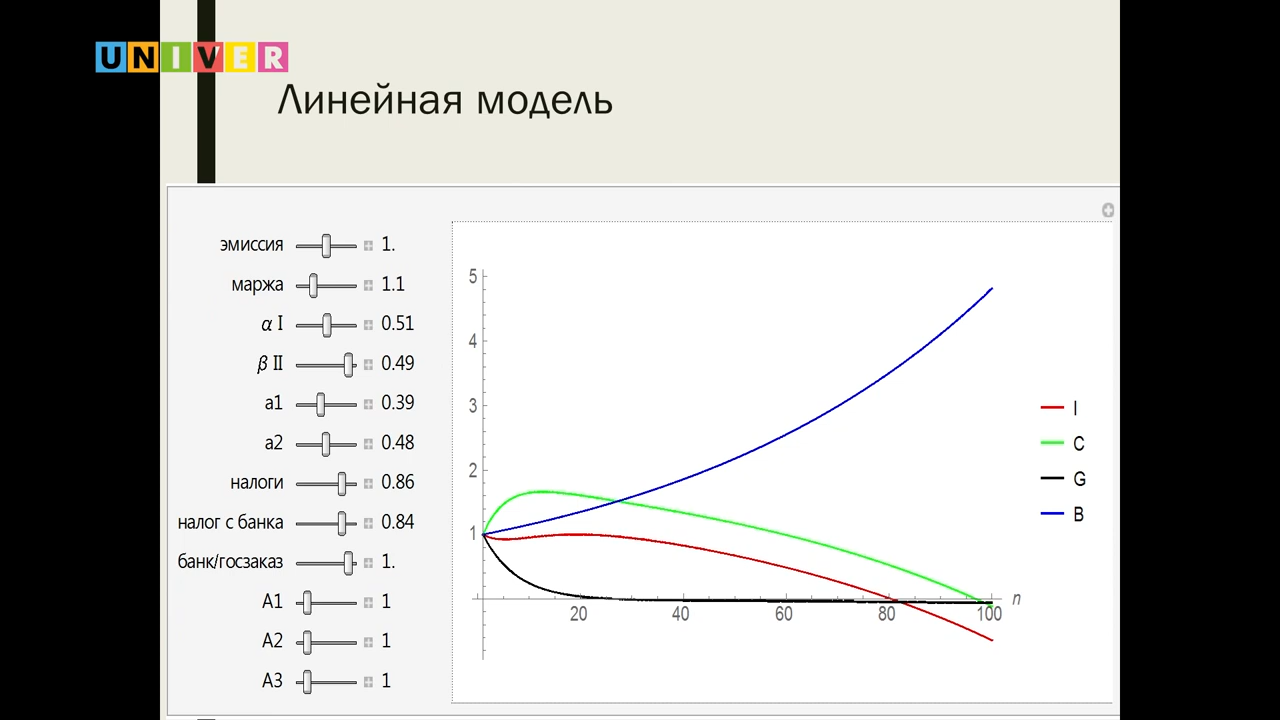 UNIVER
Линейная модель
эмиссия 1.
маржа 1.1
α I 0.51
β II 0.49
a1 0.39
a2 0.48
налоги 0.86
налог с банка 0.84
банк/госзаказ 1.
A1 1
A2 1
A3 1
5
4
3
2
1
20 40 60 80 100 n
I
C
G
B